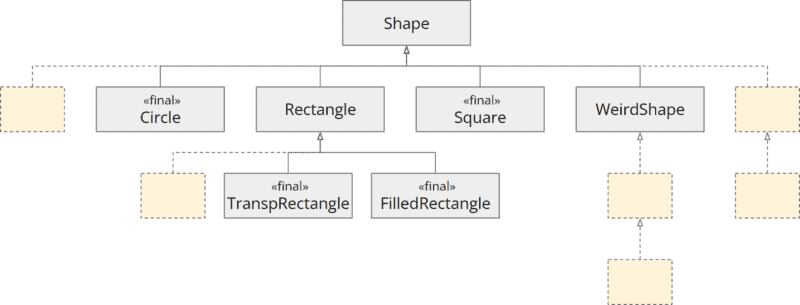 Shape
«final»
Circle
Rectangle
«final»
Square
WeirdShape
«final»
TranspRectangle
«final»
FilledRectangle